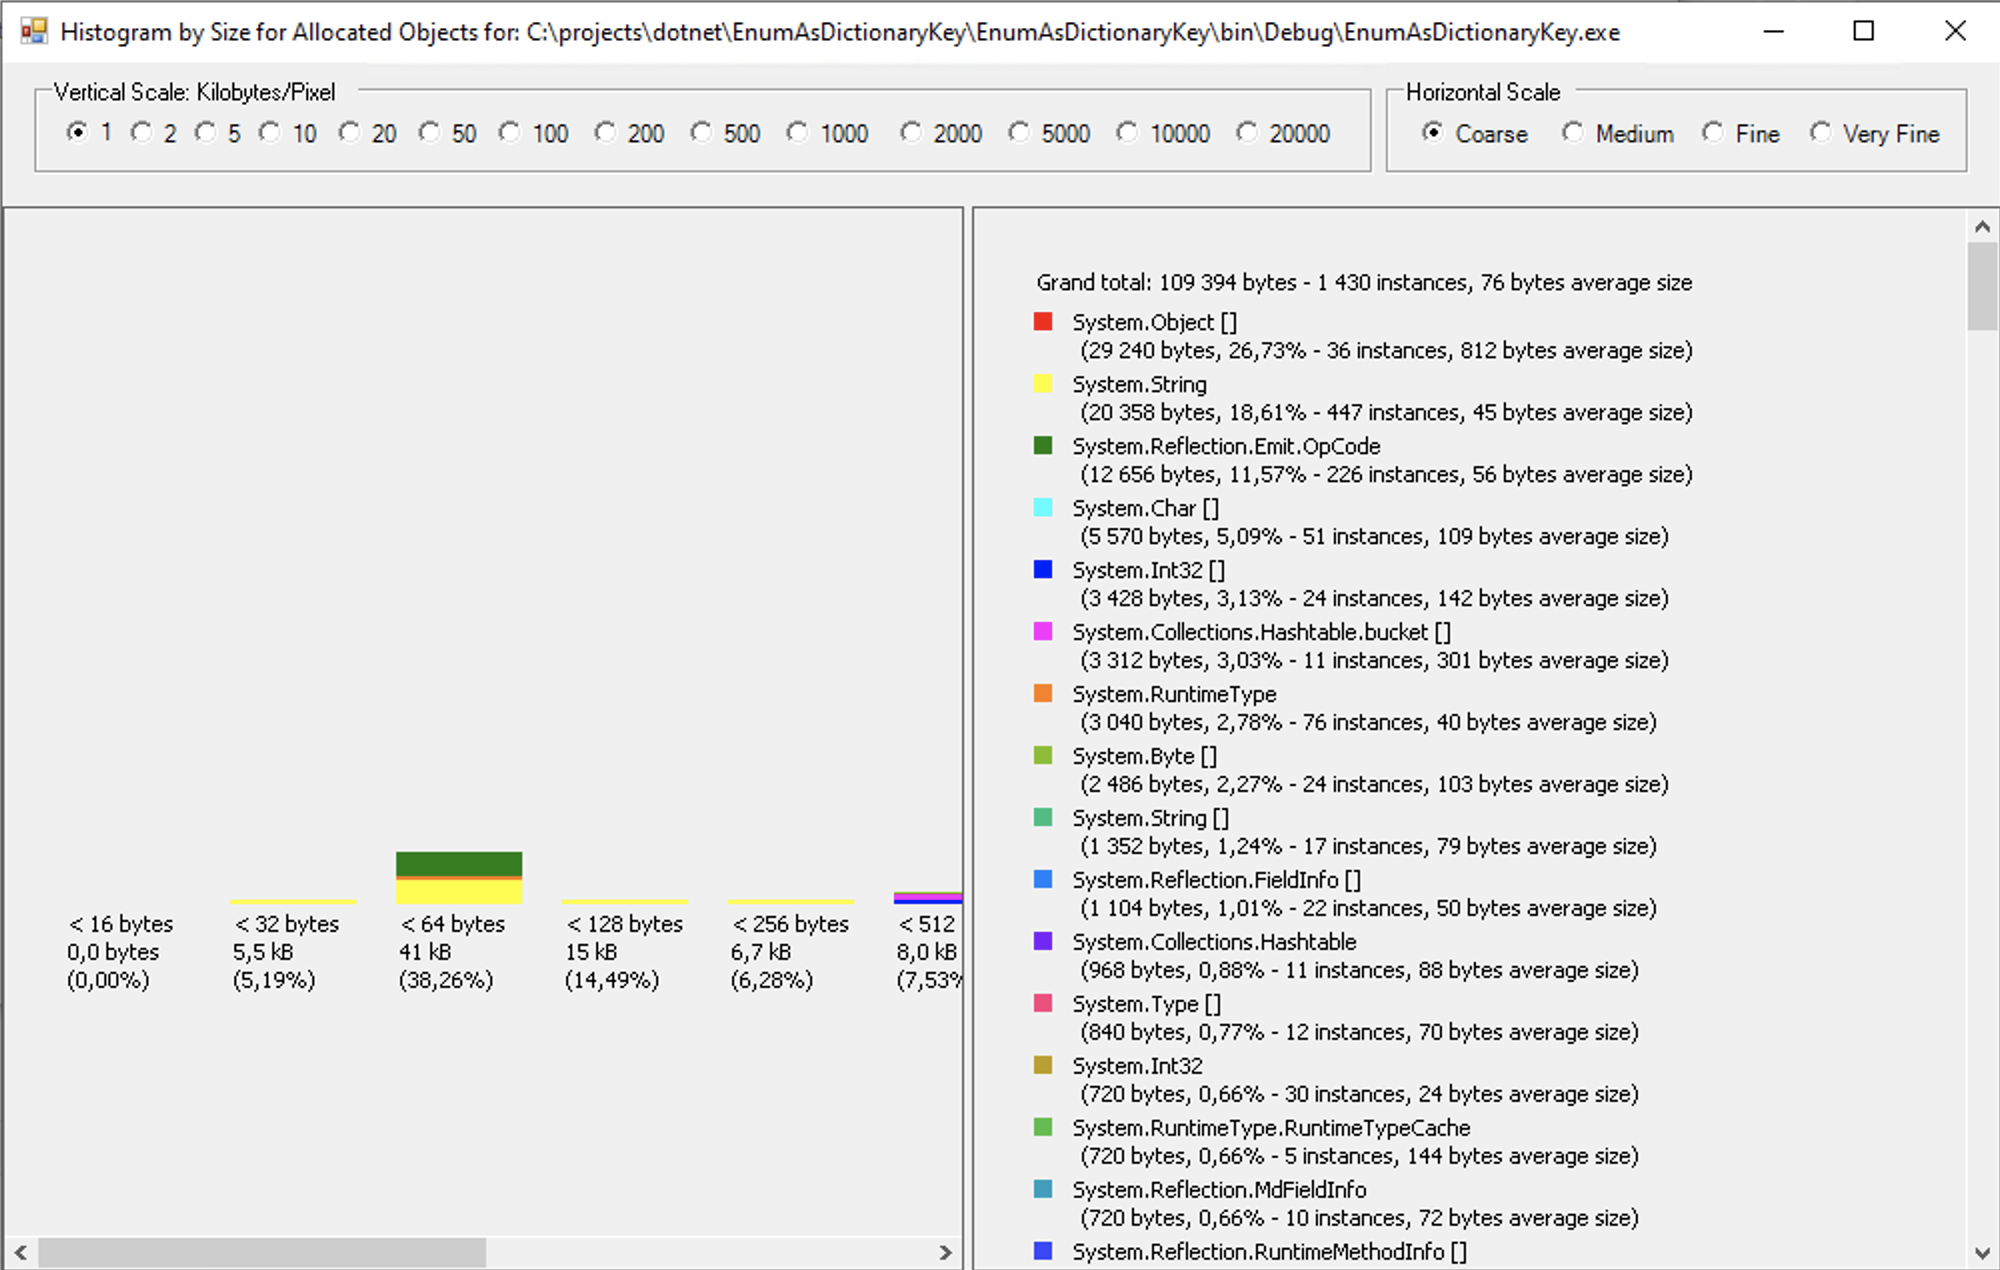 Histogram by Size for Allocated Objects for: C:\projects\dotnet\EnumAsDictionaryKey\EnumAsDictionaryKey\bin\Debug\EnumAsDictionaryKey.exe
Vertical Scale: Kilobytes/Pixel
1 2 5 10 20 50 100 200 500 1000 2000 5000 10000 20000
Horizontal Scale
Coarse Medium Fine Very Fine
< 16 bytes
0,0 bytes
(0,00%)
< 32 bytes
5,5 kB
(5,19%)
< 64 bytes
41 kB
(38,26%)
< 128 bytes
15 kB
(14,49%)
< 256 bytes
6,7 kB
(6,28%)
< 512
8,0 kB
(7,53%
Grand total: 109 394 bytes - 1 430 instances, 76 bytes average size
System.Object []
(29 240 bytes, 26,73% - 36 instances, 812 bytes average size)
System.String
(20 358 bytes, 18,61% - 447 instances, 45 bytes average size)
System.Reflection.Emit.OpCode
(12 656 bytes, 11,57% - 226 instances, 56 bytes average size)
System.Char []
(5 570 bytes, 5,09% - 51 instances, 109 bytes average size)
System.Int32 []
(3 428 bytes, 3,13% - 24 instances, 142 bytes average size)
System.Collections.Hashtable.bucket []
(3 312 bytes, 3,03% - 11 instances, 301 bytes average size)
System.RuntimeType
(3 040 bytes, 2,78% - 76 instances, 40 bytes average size)
System.Byte []
(2 486 bytes, 2,27% - 24 instances, 103 bytes average size)
System.String []
(1 352 bytes, 1,24% - 17 instances, 79 bytes average size)
System.Reflection.FieldInfo []
(1 104 bytes, 1,01% - 22 instances, 50 bytes average size)
System.Collections.Hashtable
(968 bytes, 0,88% - 11 instances, 88 bytes average size)
System.Type []
(840 bytes, 0,77% - 12 instances, 70 bytes average size)
System.Int32
(720 bytes, 0,66% - 30 instances, 24 bytes average size)
System.RuntimeType.RuntimeTypeCache
(720 bytes, 0,66% - 5 instances, 144 bytes average size)
System.Reflection.MdFieldInfo
(720 bytes, 0,66% - 10 instances, 72 bytes average size)
System.Reflection.RuntimeMethodInfo []